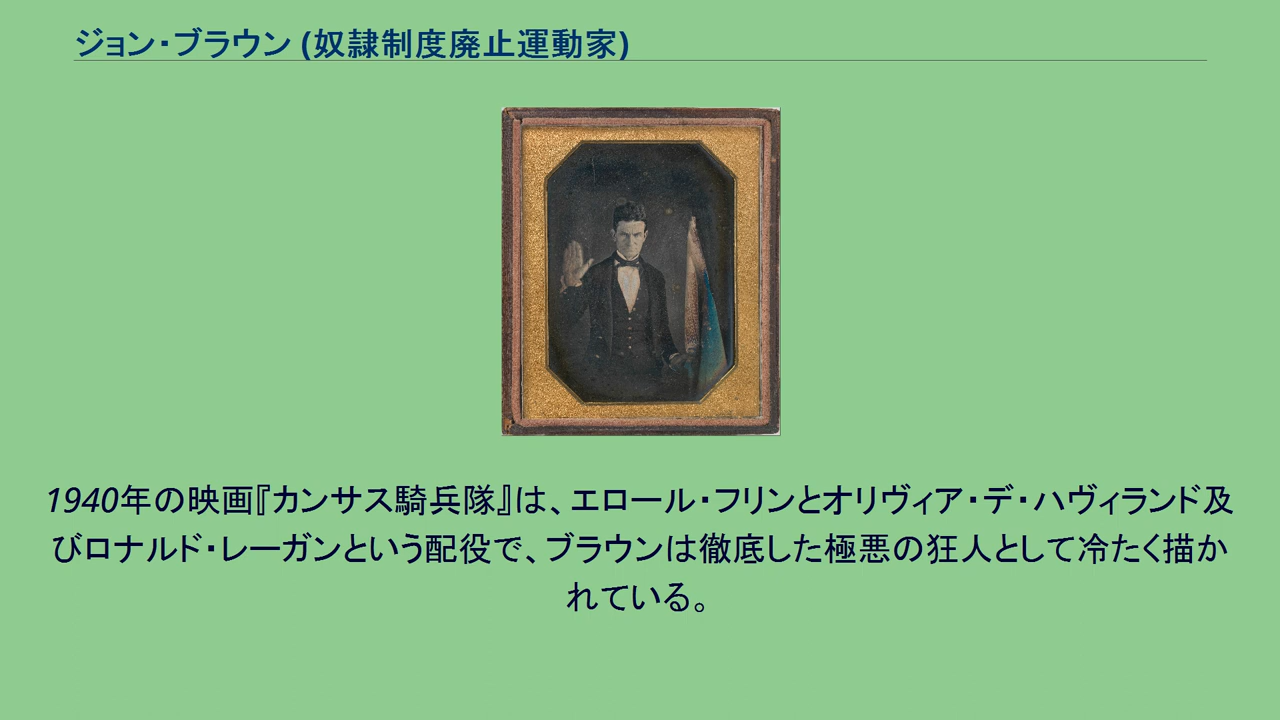 ジョン・ブラウン (奴隷制度廃止運動家)
1940年の映画『カンサス騎兵隊』は、エロール・フリンとオリヴィア・デ・ハヴィランド及
びロナルド・レーガンという配役で、ブラウンは徹底した極悪の狂人として冷たく描か
れている。